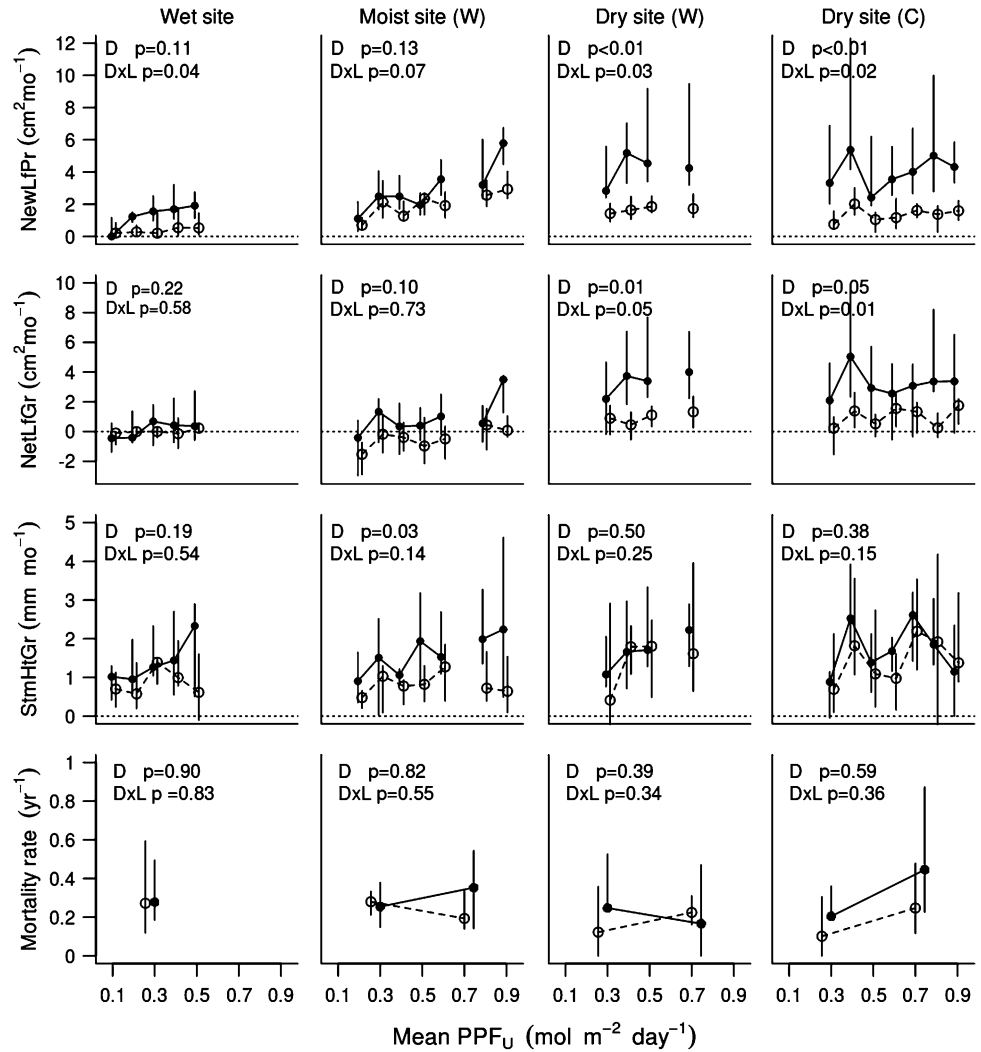 Wet site Moist site (W) Dry site (W) Dry site (C)
NewLfPr (cm²mo⁻¹)
12
10
8
6
4
2
0
D p=0.11
DxL p=0.04
D p=0.13
DxL p=0.07
D p<0.01
DxL p=0.03
D p<0.01
DxL p=0.02
NetLfGr (cm²mo⁻¹)
10
8
6
4
2
0
-2
D p=0.22
DxL p=0.58
D p=0.10
DxL p=0.73
D p=0.01
DxL p=0.05
D p=0.05
DxL p=0.01
StmHtGr (mm mo⁻¹)
5
4
3
2
1
0
D p=0.19
DxL p=0.54
D p=0.03
DxL p=0.14
D p=0.50
DxL p=0.25
D p=0.38
DxL p=0.15
Mortality rate (yr⁻¹)
1
0.8
0.6
0.4
0.2
0
D p=0.90
DxL p =0.83
D p=0.82
DxL p=0.55
D p=0.39
DxL p=0.34
D p=0.59
DxL p=0.36
0.1 0.3 0.5 0.7 0.9 0.1 0.3 0.5 0.7 0.9 0.1 0.3 0.5 0.7 0.9 0.1 0.3 0.5 0.7 0.9
Mean PPF_U (mol m⁻² day⁻¹)